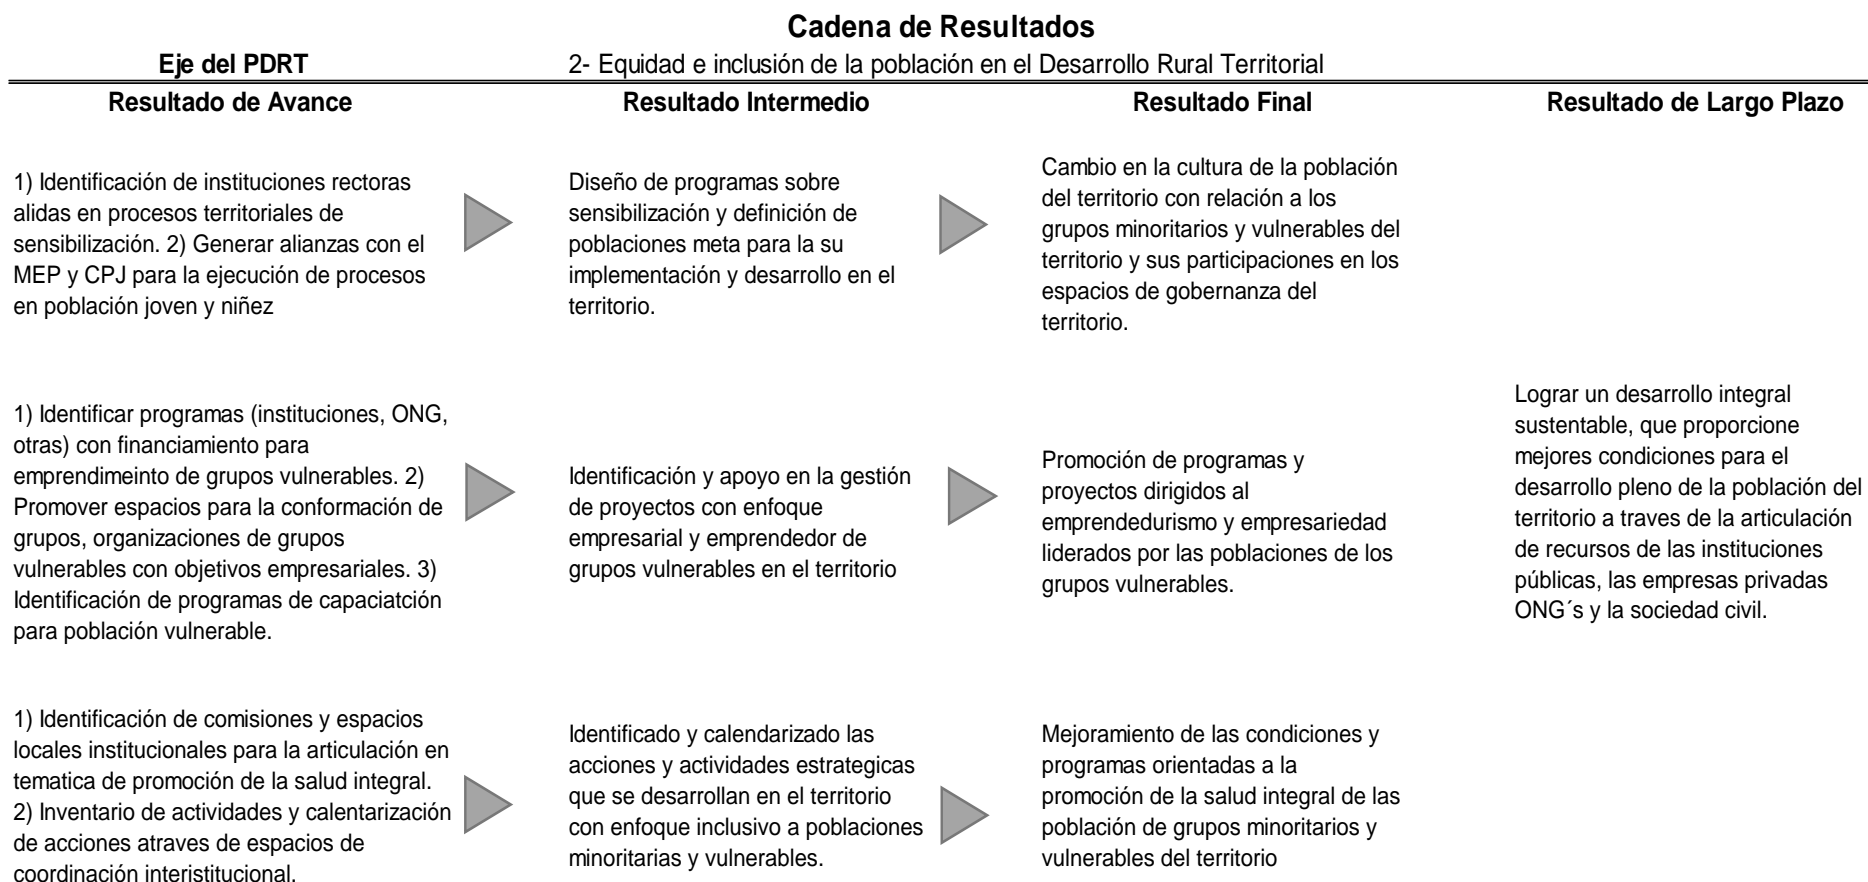 Cadena de Resultados
Eje del PDRT
2- Equidad e inclusión de la población en el Desarrollo Rural Territorial
Resultado de Avance
Resultado Intermedio
Resultado Final
Resultado de Largo Plazo
1) Identificación de instituciones rectoras
alidas en procesos territoriales de
sensibilización. 2) Generar alianzas con el
MEP y CPJ para la ejecución de procesos
en población joven y niñez
Diseño de programas sobre
sensibilización y definición de
poblaciones meta para la su
implementación y desarrollo en el
territorio.
Cambio en la cultura de la población
del territorio con relación a los
grupos minoritarios y vulnerables del
territorio y sus participaciones en los
espacios de gobernanza del
territorio.
1) Identificar programas (instituciones, ONG,
otras) con financiamiento para
emprendimeinto de grupos vulnerables. 2)
Promover espacios para la conformación de
grupos, organizaciones de grupos
vulnerables con objetivos empresariales. 3)
Identificación de programas de capaciatción
para población vulnerable.
Identificación y apoyo en la gestión
de proyectos con enfoque
empresarial y emprendedor de
grupos vulnerables en el territorio
Promoción de programas y
proyectos dirigidos al
emprendedurismo y empresariedad
liderados por las poblaciones de los
grupos vulnerables.
Lograr un desarrollo integral
sustentable, que proporcione
mejores condiciones para el
desarrollo pleno de la población del
territorio a traves de la articulación
de recursos de las instituciones
públicas, las empresas privadas
ONG´s y la sociedad civil.
1) Identificación de comisiones y espacios
locales institucionales para la articulación en
tematica de promoción de la salud integral.
2) Inventario de actividades y calentarización
de acciones atraves de espacios de
coordinación interistitucional.
Identificado y calendarizado las
acciones y actividades estrategicas
que se desarrollan en el territorio
con enfoque inclusivo a poblaciones
minoritarias y vulnerables.
Mejoramiento de las condiciones y
programas orientadas a la
promoción de la salud integral de las
población de grupos minoritarios y
vulnerables del territorio